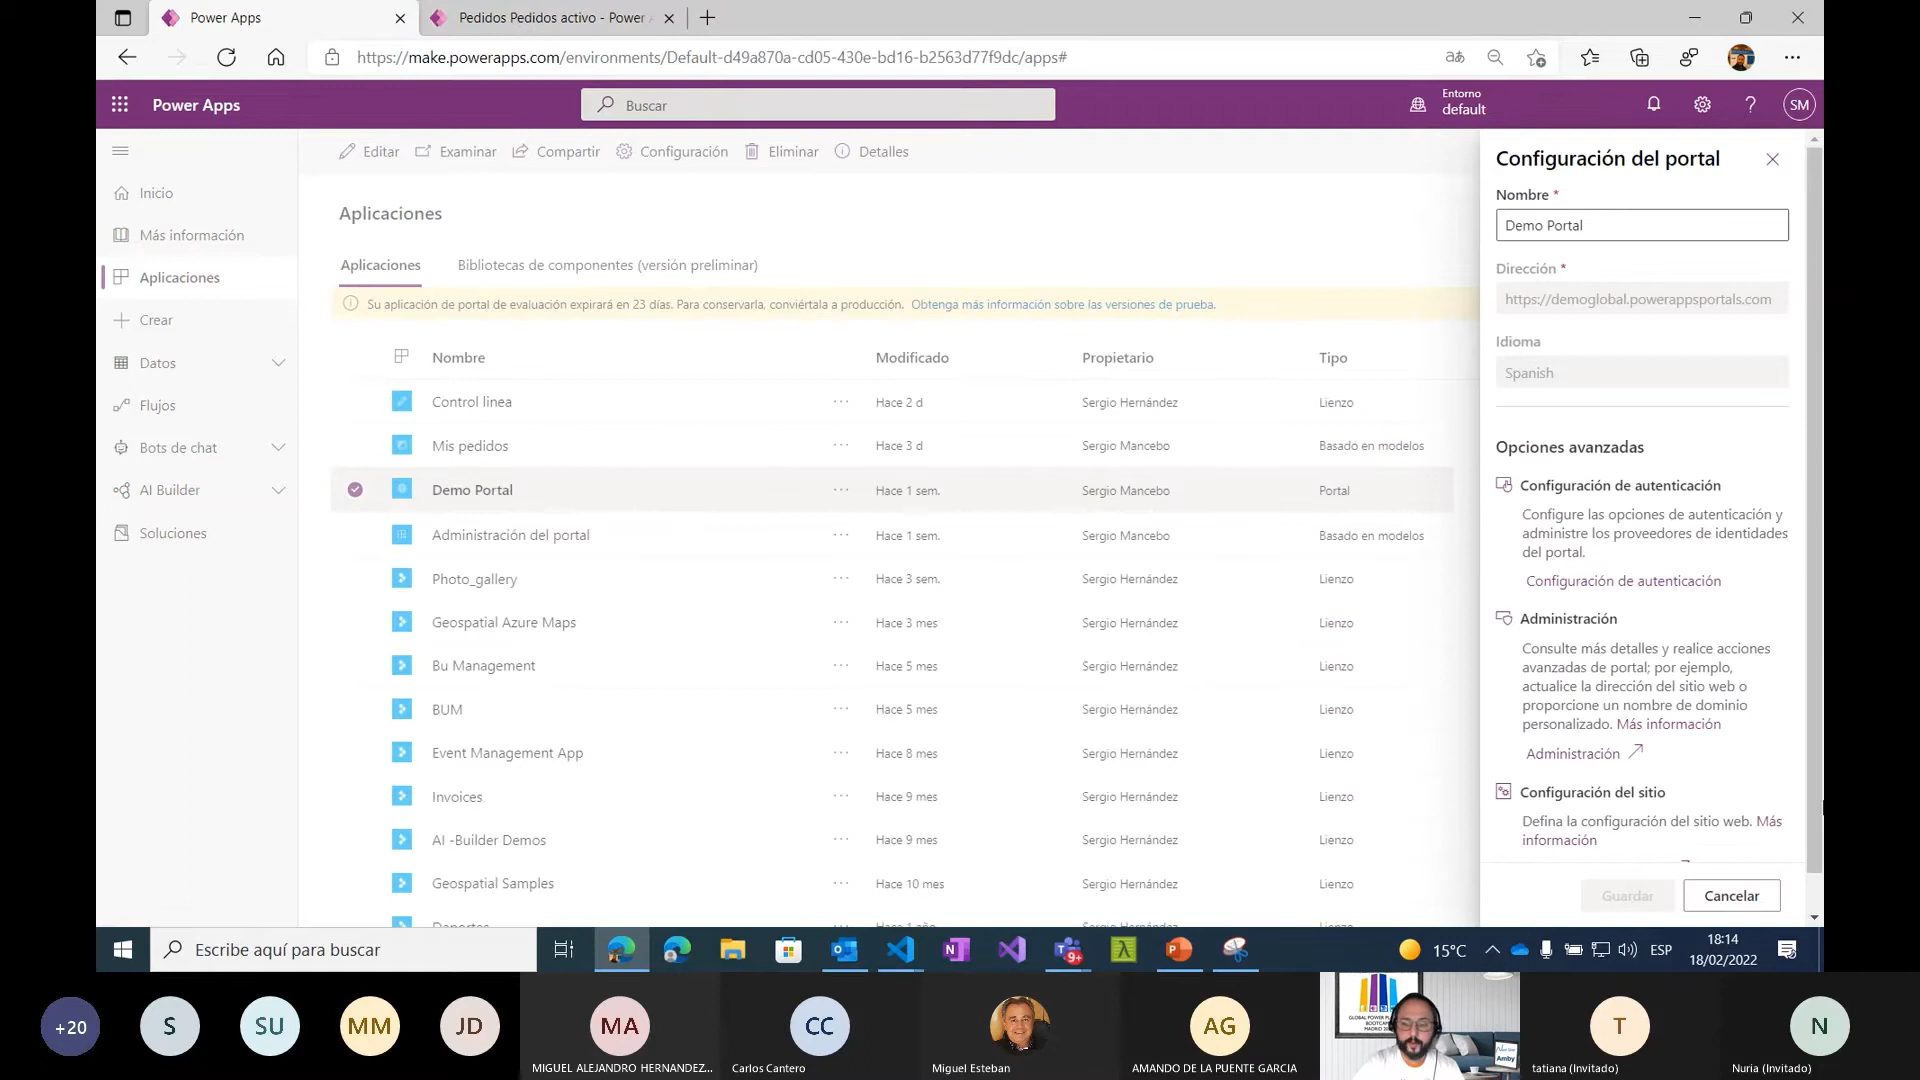 Power Apps
Pedidos Pedidos activo - Power A
https://make.powerapps.com/environments/Default-d49a870a-cd05-430e-bd16-b2563d77f9dc/apps#
Power Apps
Buscar
Entorno
default
SM
Inicio
Más información
Aplicaciones
Crear
Datos
Flujos
Bots de chat
AI Builder
Soluciones
Editar Examinar Compartir Configuración Eliminar Detalles
Aplicaciones
Aplicaciones Bibliotecas de componentes (versión preliminar)
Su aplicación de portal de evaluación expirará en 23 días. Para conservarla, conviértala a producción. Obtenga más información sobre las versiones de prueba.
Nombre Modificado Propietario Tipo
Control linea ··· Hace 2 d Sergio Hernández Lienzo
Mis pedidos ··· Hace 3 d Sergio Mancebo Basado en modelos
Demo Portal ··· Hace 1 sem. Sergio Mancebo Portal
Administración del portal ··· Hace 1 sem. Sergio Mancebo Basado en modelos
Photo_gallery ··· Hace 3 sem. Sergio Hernández Lienzo
Geospatial Azure Maps ··· Hace 3 mes Sergio Hernández Lienzo
Bu Management ··· Hace 5 mes Sergio Hernández Lienzo
BUM ··· Hace 5 mes Sergio Hernández Lienzo
Event Management App ··· Hace 8 mes Sergio Hernández Lienzo
Invoices ··· Hace 9 mes Sergio Hernández Lienzo
AI -Builder Demos ··· Hace 9 mes Sergio Hernández Lienzo
Geospatial Samples ··· Hace 10 mes Sergio Hernández Lienzo
Deportes ··· Hace 1 año Sergio Hernández Lienzo
Configuración del portal
Nombre *
Demo Portal
Dirección *
https://demoglobal.powerappsportals.com
Idioma
Spanish
Opciones avanzadas
Configuración de autenticación
Configure las opciones de autenticación y
administre los proveedores de identidades
del portal.
Configuración de autenticación
Administración
Consulte más detalles y realice acciones
avanzadas de portal; por ejemplo,
actualice la dirección del sitio web o
proporcione un nombre de dominio
personalizado. Más información
Administración
Configuración del sitio
Defina la configuración del sitio web. Más
información
Guardar Cancelar
Escribe aquí para buscar
9+
15°C
ESP
18:14
18/02/2022
+20
S
SU
MM
JD
MA
MIGUEL ALEJANDRO HERNANDEZ...
CC
Carlos Cantero
Miguel Esteban
AG
AMANDO DE LA PUENTE GARCIA
T
tatiana (Invitado)
N
Nuria (Invitado)